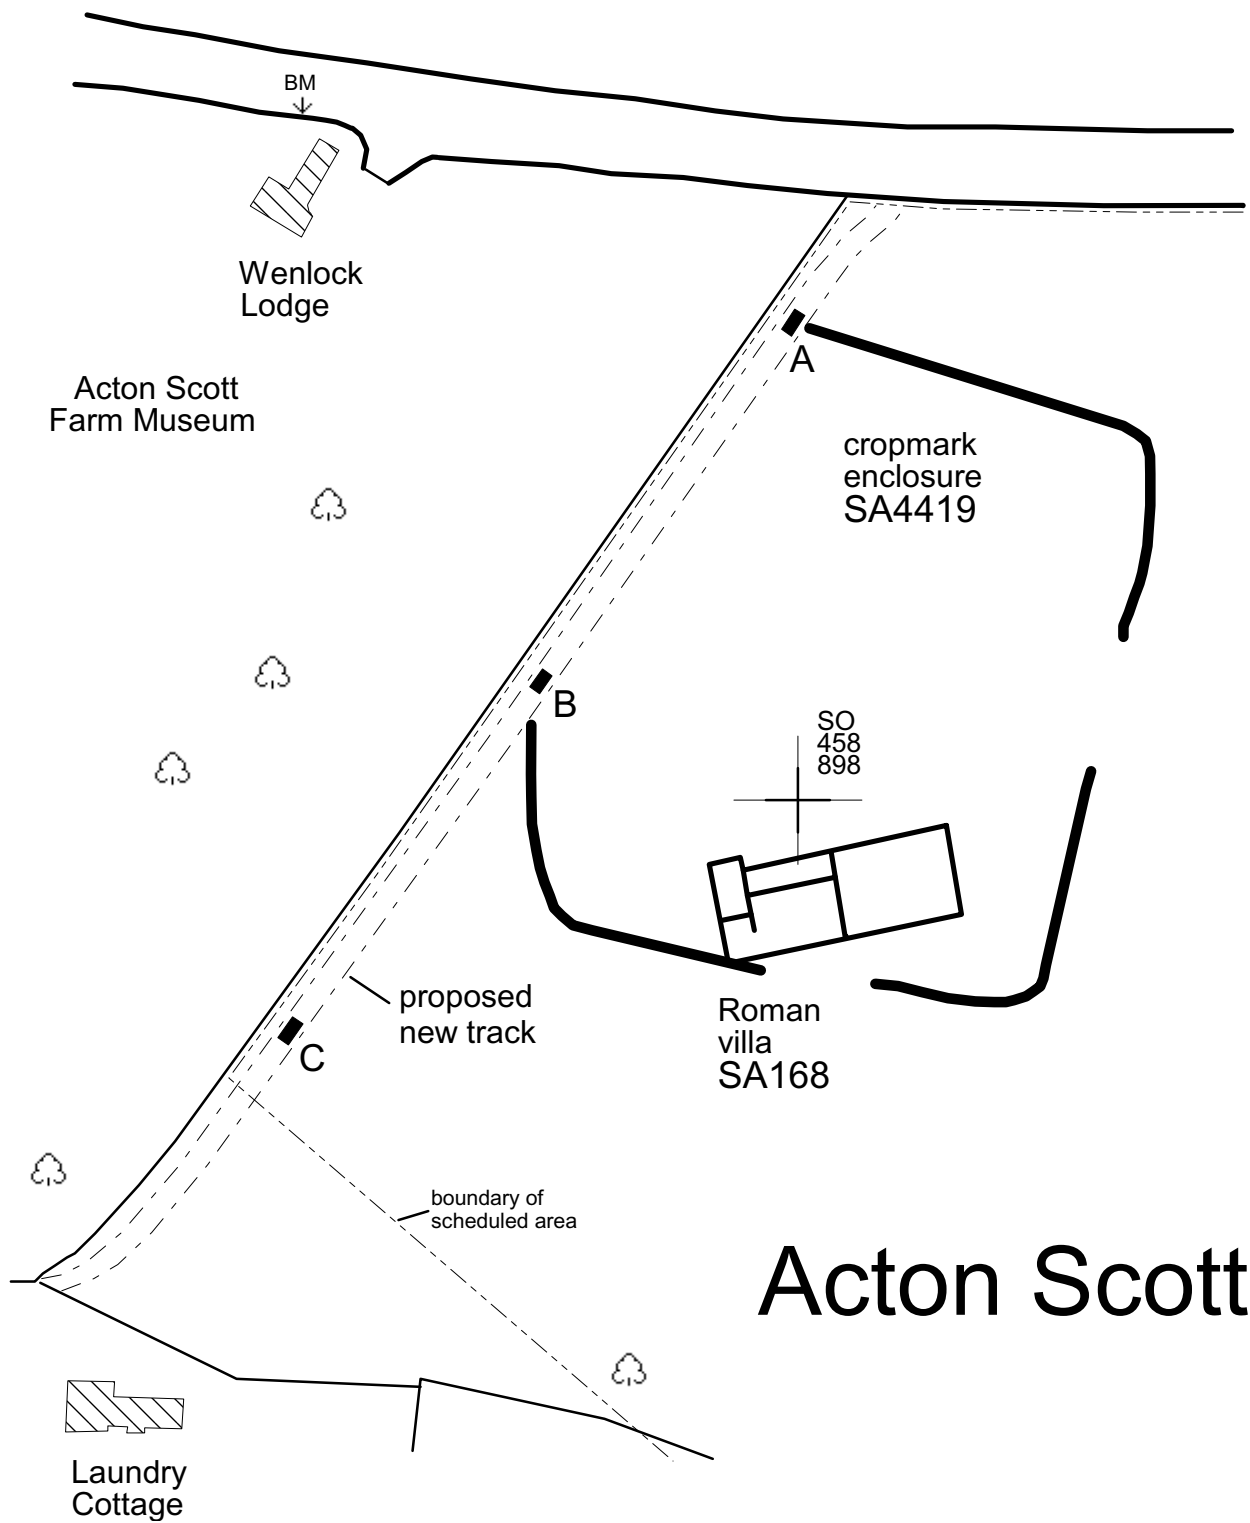 BM
Wenlock
Lodge
Acton Scott
Farm Museum
A
cropmark
enclosure
SA4419
B
SO
458
898
proposed
new track
C
Roman
villa
SA168
boundary of
scheduled area
Acton Scott
Laundry
Cottage